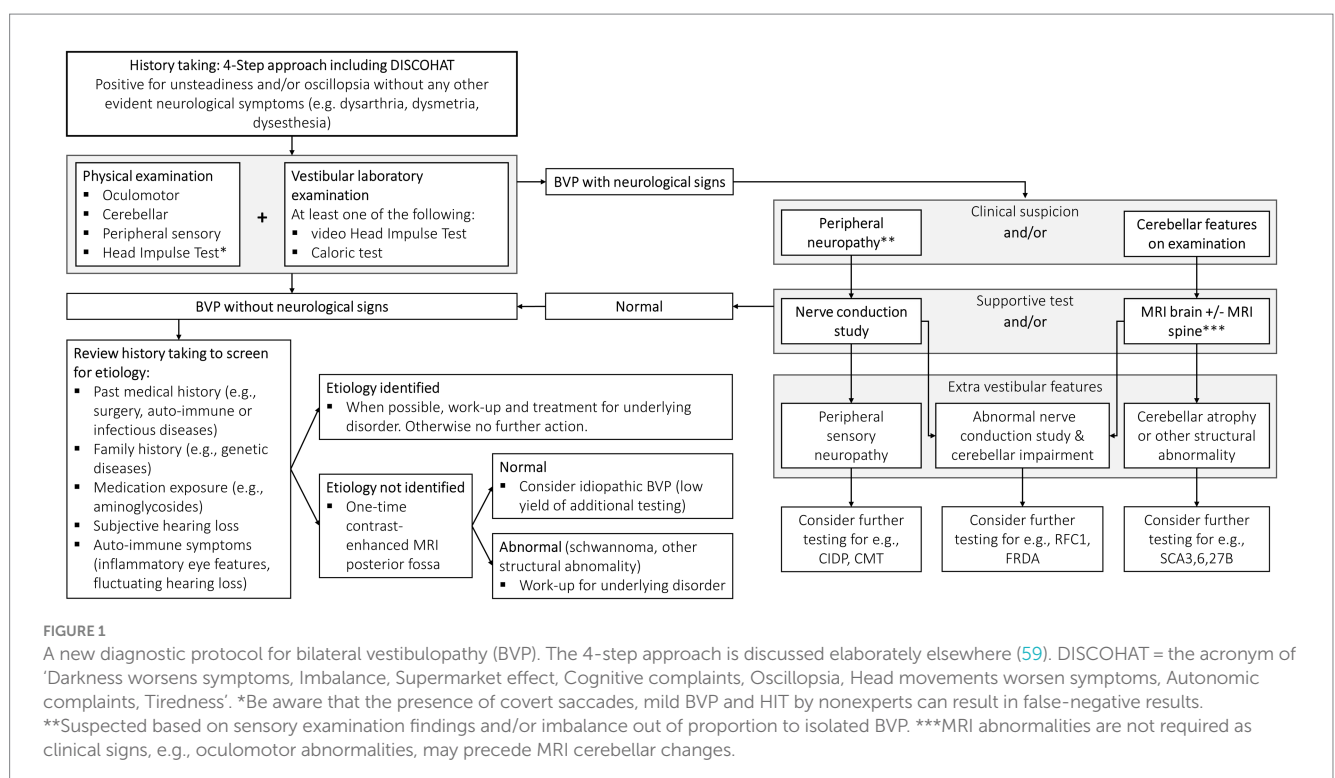 History taking: 4-Step approach including DISCOHAT
Positive for unsteadiness and/or oscillopsia without any other
evident neurological symptoms (e.g. dysarthria, dysmetria,
dysesthesia)
Physical examination
▪ Oculomotor
▪ Cerebellar
▪ Peripheral sensory
▪ Head Impulse Test*
+
Vestibular laboratory
examination
At least one of the following:
▪ video Head Impulse Test
▪ Caloric test
BVP with neurological signs
Clinical suspicion
and/or
Peripheral
neuropathy**
Cerebellar features
on examination
BVP without neurological signs
Normal
Supportive test
and/or
Nerve conduction
study
MRI brain +/- MRI
spine***
Review history taking to screen
for etiology:
▪ Past medical history (e.g.,
surgery, auto-immune or
infectious diseases)
▪ Family history (e.g., genetic
diseases)
▪ Medication exposure (e.g.,
aminoglycosides)
▪ Subjective hearing loss
▪ Auto-immune symptoms
(inflammatory eye features,
fluctuating hearing loss)
Etiology identified
▪ When possible, work-up and treatment for underlying
disorder. Otherwise no further action.
Etiology not identified
▪ One-time
contrast-
enhanced MRI
posterior fossa
Normal
▪ Consider idiopathic BVP (low
yield of additional testing)
Abnormal (schwannoma, other
structural abnomality)
▪ Work-up for underlying disorder
Extra vestibular features
Peripheral
sensory
neuropathy
Abnormal nerve
conduction study &
cerebellar impairment
Cerebellar atrophy
or other structural
abnormality
Consider further
testing for e.g.,
CIDP, CMT
Consider further
testing for e.g., RFC1,
FRDA
Consider further
testing for e.g.,
SCA3,6,27B
FIGURE 1
A new diagnostic protocol for bilateral vestibulopathy (BVP). The 4-step approach is discussed elaborately elsewhere (59). DISCOHAT = the acronym of
‘Darkness worsens symptoms, Imbalance, Supermarket effect, Cognitive complaints, Oscillopsia, Head movements worsen symptoms, Autonomic
complaints, Tiredness’. *Be aware that the presence of covert saccades, mild BVP and HIT by nonexperts can result in false-negative results.
**Suspected based on sensory examination findings and/or imbalance out of proportion to isolated BVP. ***MRI abnormalities are not required as
clinical signs, e.g., oculomotor abnormalities, may precede MRI cerebellar changes.